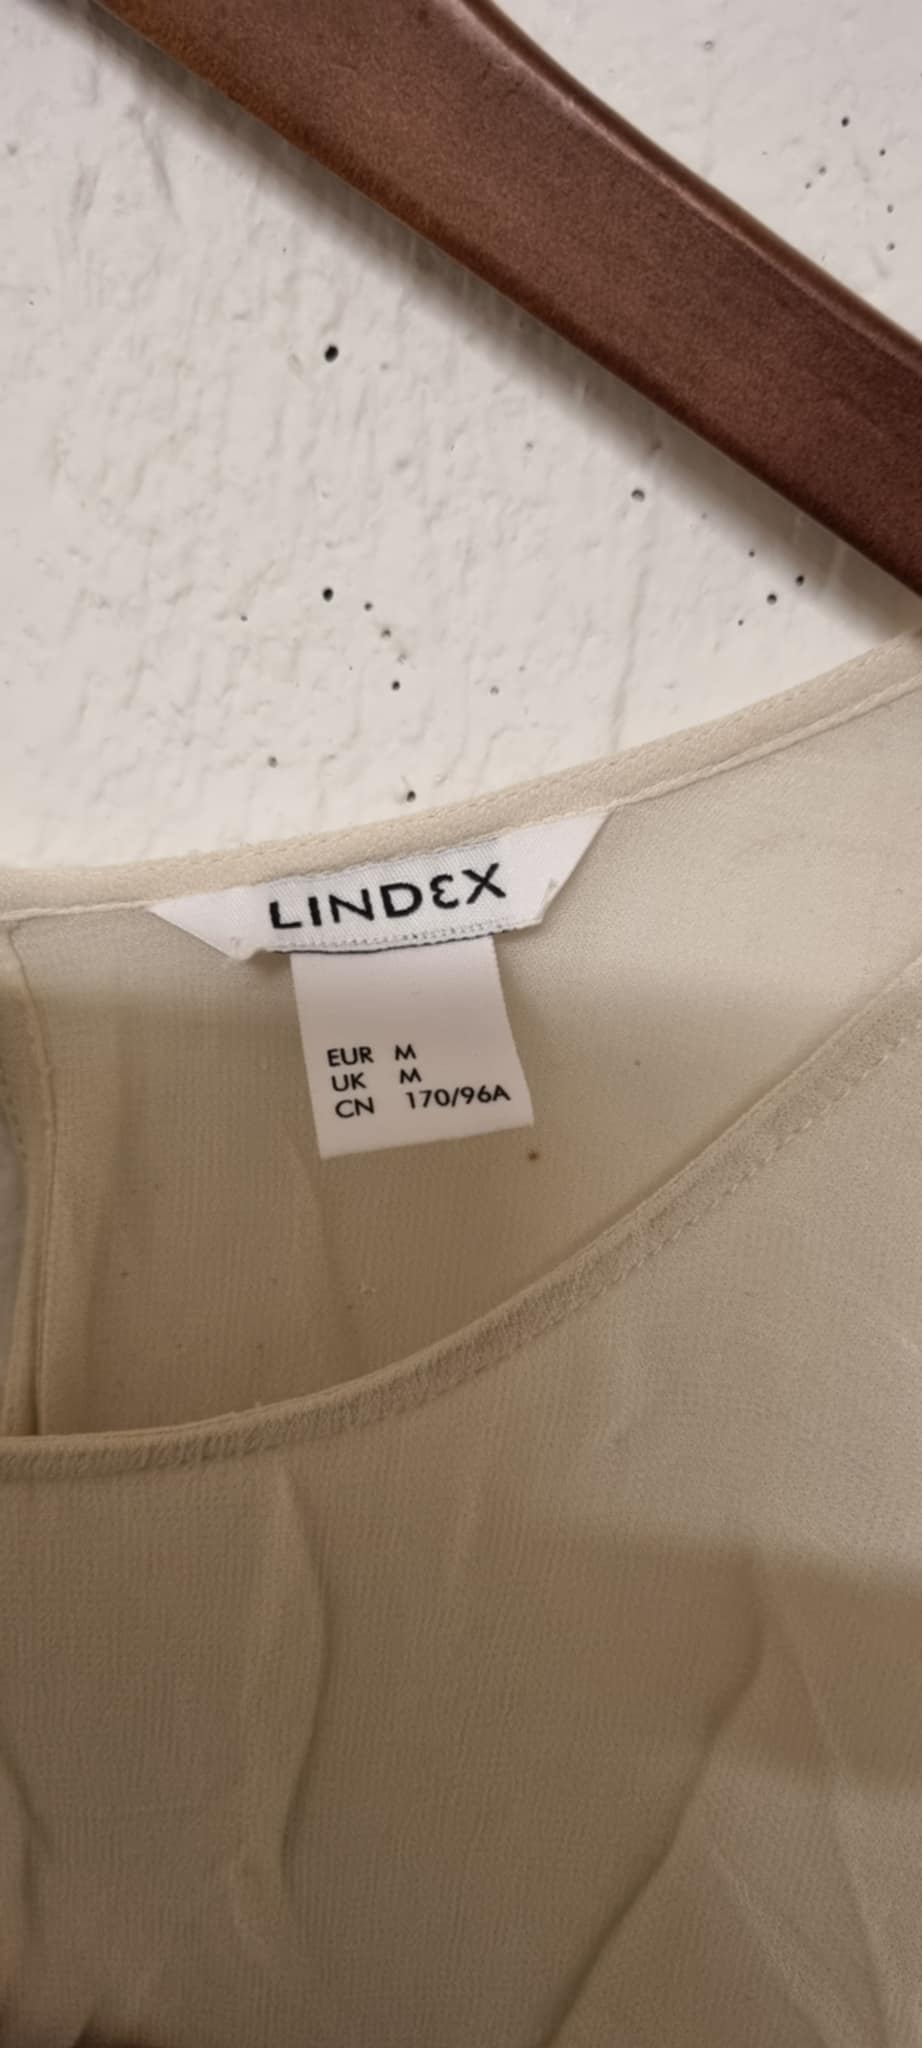 LINDEX
EUR M
UK M
CN 170/96A